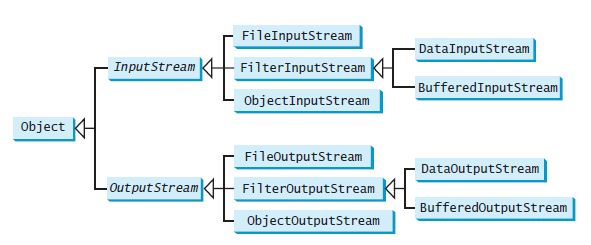 FileInputStream
InputStream
FilterInputStream
DataInputStream
BufferedInputStream
ObjectInputStream
Object
FileOutputStream
OutputStream
FilterOutputStream
DataOutputStream
BufferedOutputStream
ObjectOutputStream